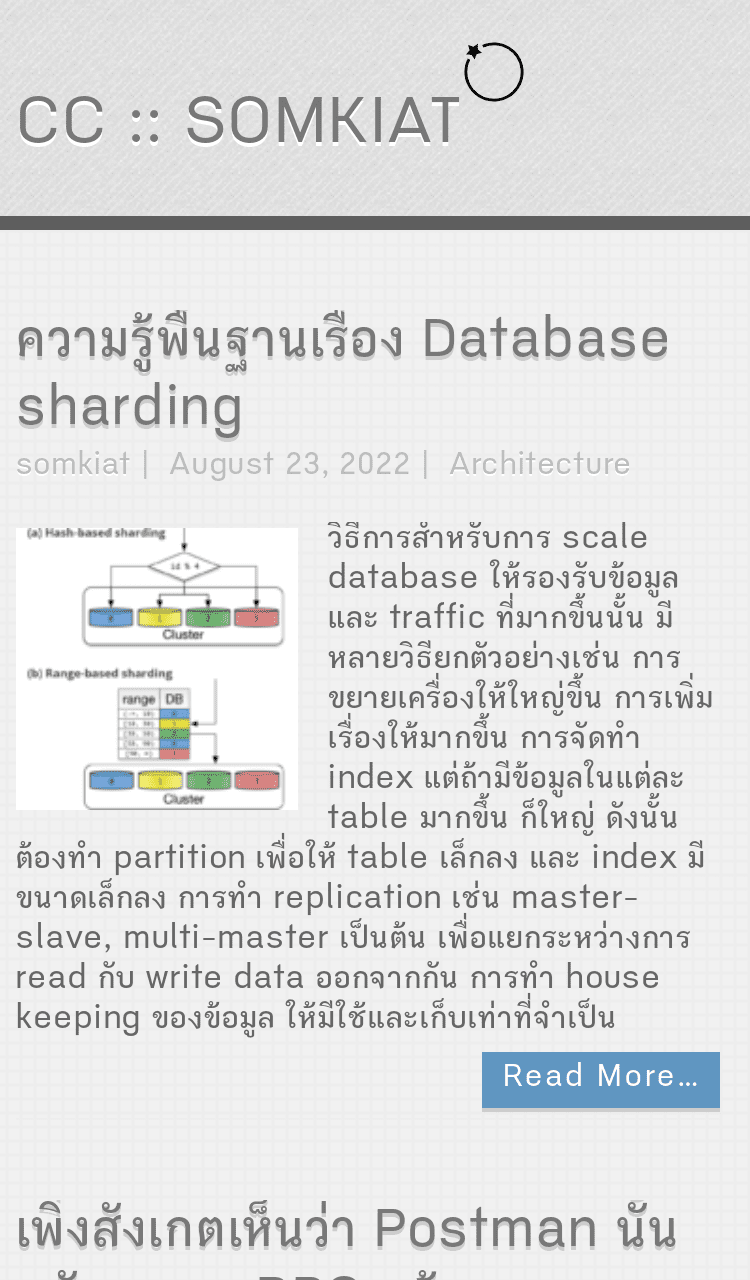 CC :: SOMKIAT
ความรู้พื้นฐานเรื่อง Database
sharding
somkiat | August 23, 2022 | Architecture
(a) Hash-based sharding
id % 4
Cluster
(b) Range-based sharding
range DB
Cluster
วิธีการสำหรับการ scale
database ให้รองรับข้อมูล
และ traffic ที่มากขึ้นนั้น มี
หลายวิธียกตัวอย่างเช่น การ
ขยายเครื่องให้ใหญ่ขึ้น การเพิ่ม
เรื่องให้มากขึ้น การจัดทำ
index แต่ถ้ามีข้อมูลในแต่ละ
table มากขึ้น ก็ใหญ่ ดังนั้น
ต้องทำ partition เพื่อให้ table เล็กลง และ index มี
ขนาดเล็กลง การทำ replication เช่น master-
slave, multi-master เป็นต้น เพื่อแยกระหว่างการ
read กับ write data ออกจากกัน การทำ house
keeping ของข้อมูล ให้มีใช้และเก็บเท่าที่จำเป็น
Read More…
เพิ่งสังเกตเห็นว่า Postman นั้น